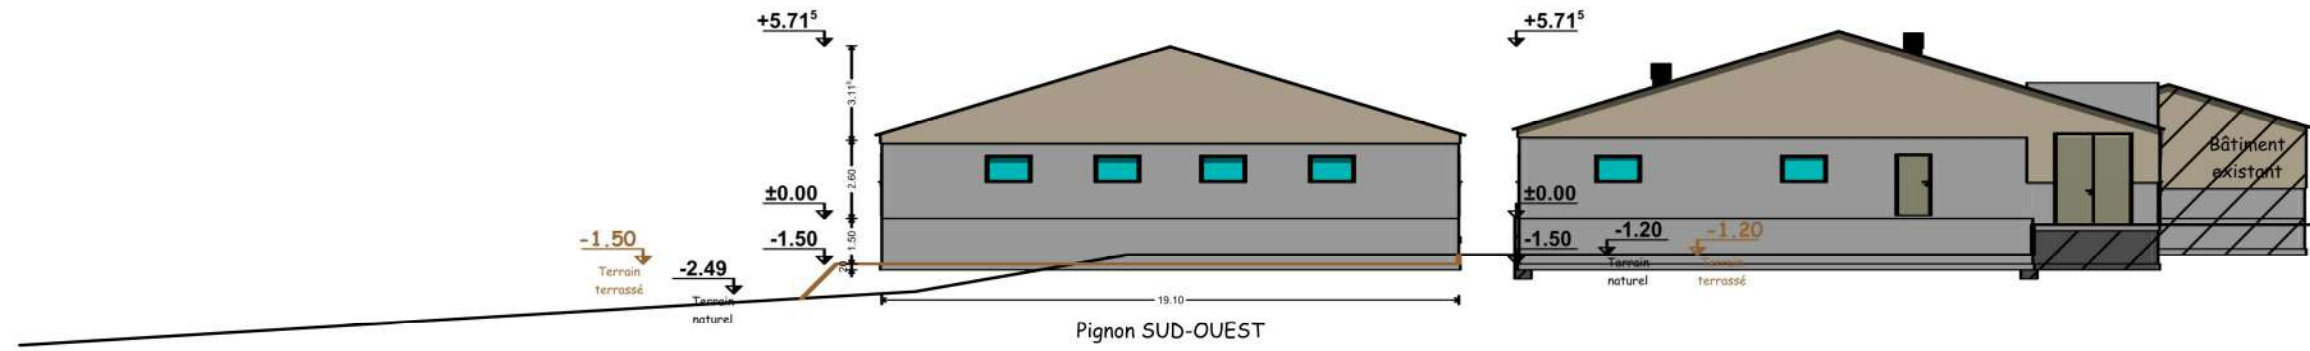 +5.71⁵
3.11⁵
2.60
±0.00
-1.50
1.50
20
-1.50
Terrain
terrassé
-2.49
Terrain
naturel
19.10
Pignon SUD-OUEST
+5.71⁵
±0.00
-1.50
-1.20
Terrain
naturel
-1.20
Terrain
terrassé
Bâtiment
existant